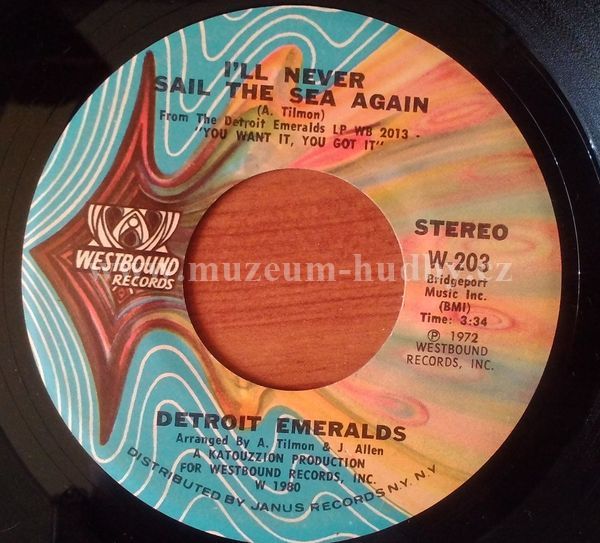 I'LL NEVER
SAIL THE SEA AGAIN
(A. Tilmon)
From The Detroit Emeralds LP WB 2013 -
"YOU WANT IT, YOU GOT IT"
WESTBOUND
RECORDS
STEREO
W-203
Bridgeport
Music Inc.
(BMI)
Time: 3:34
℗ 1972
WESTBOUND
RECORDS, INC.
www.muzeum-hudby.cz
DETROIT EMERALDS
Arranged By A. Tilmon & J. Allen
A KATOUZZION PRODUCTION
FOR WESTBOUND RECORDS, INC.
W 1980
DISTRIBUTED BY JANUS RECORDS N.Y. N.Y